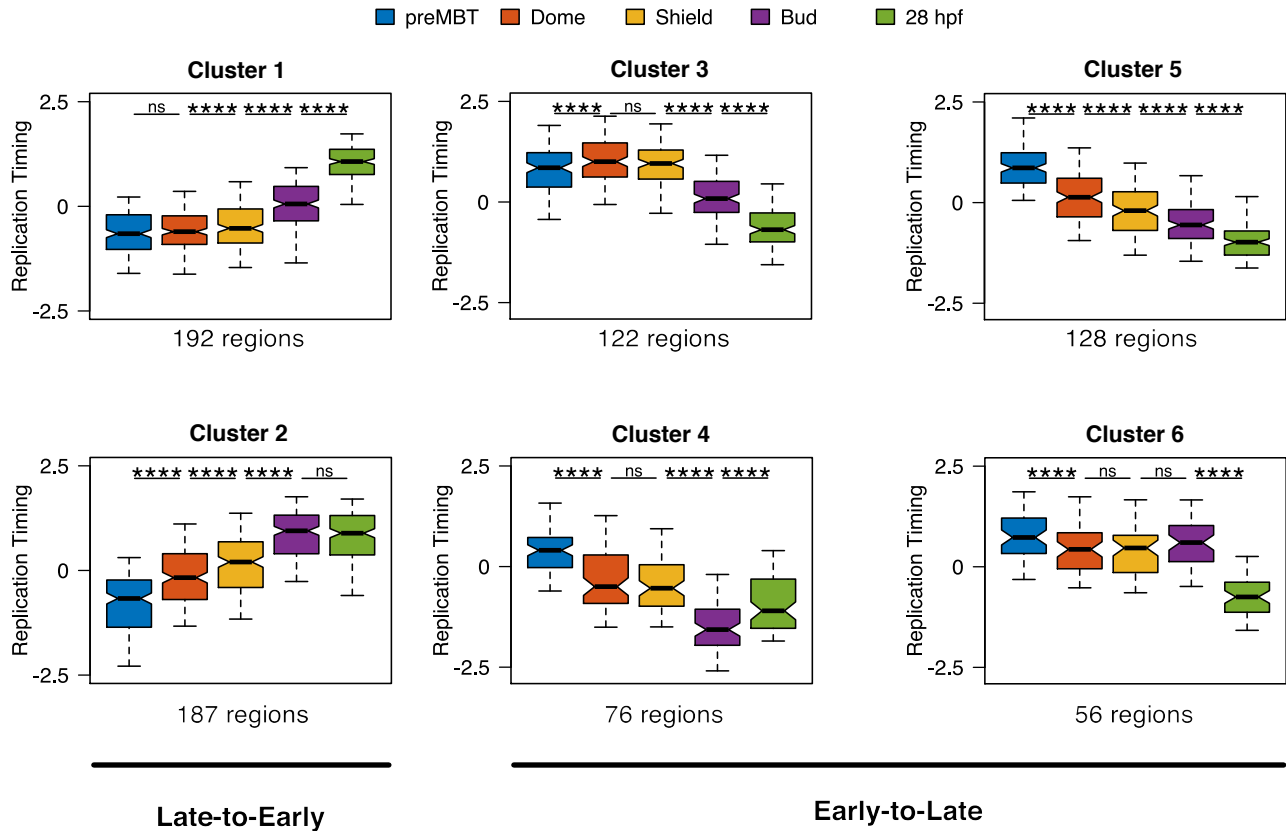 preMBT Dome Shield Bud 28 hpf
Cluster 1
Replication Timing
2.5
0
-2.5
ns **** **** ****
192 regions
Cluster 3
Replication Timing
2.5
0
-2.5
**** ns **** ****
122 regions
Cluster 5
Replication Timing
2.5
0
-2.5
**** **** **** ****
128 regions
Cluster 2
Replication Timing
2.5
0
-2.5
**** **** **** ns
187 regions
Cluster 4
Replication Timing
2.5
0
-2.5
**** ns **** ****
76 regions
Cluster 6
Replication Timing
2.5
0
-2.5
**** ns ns ****
56 regions
Late-to-Early
Early-to-Late